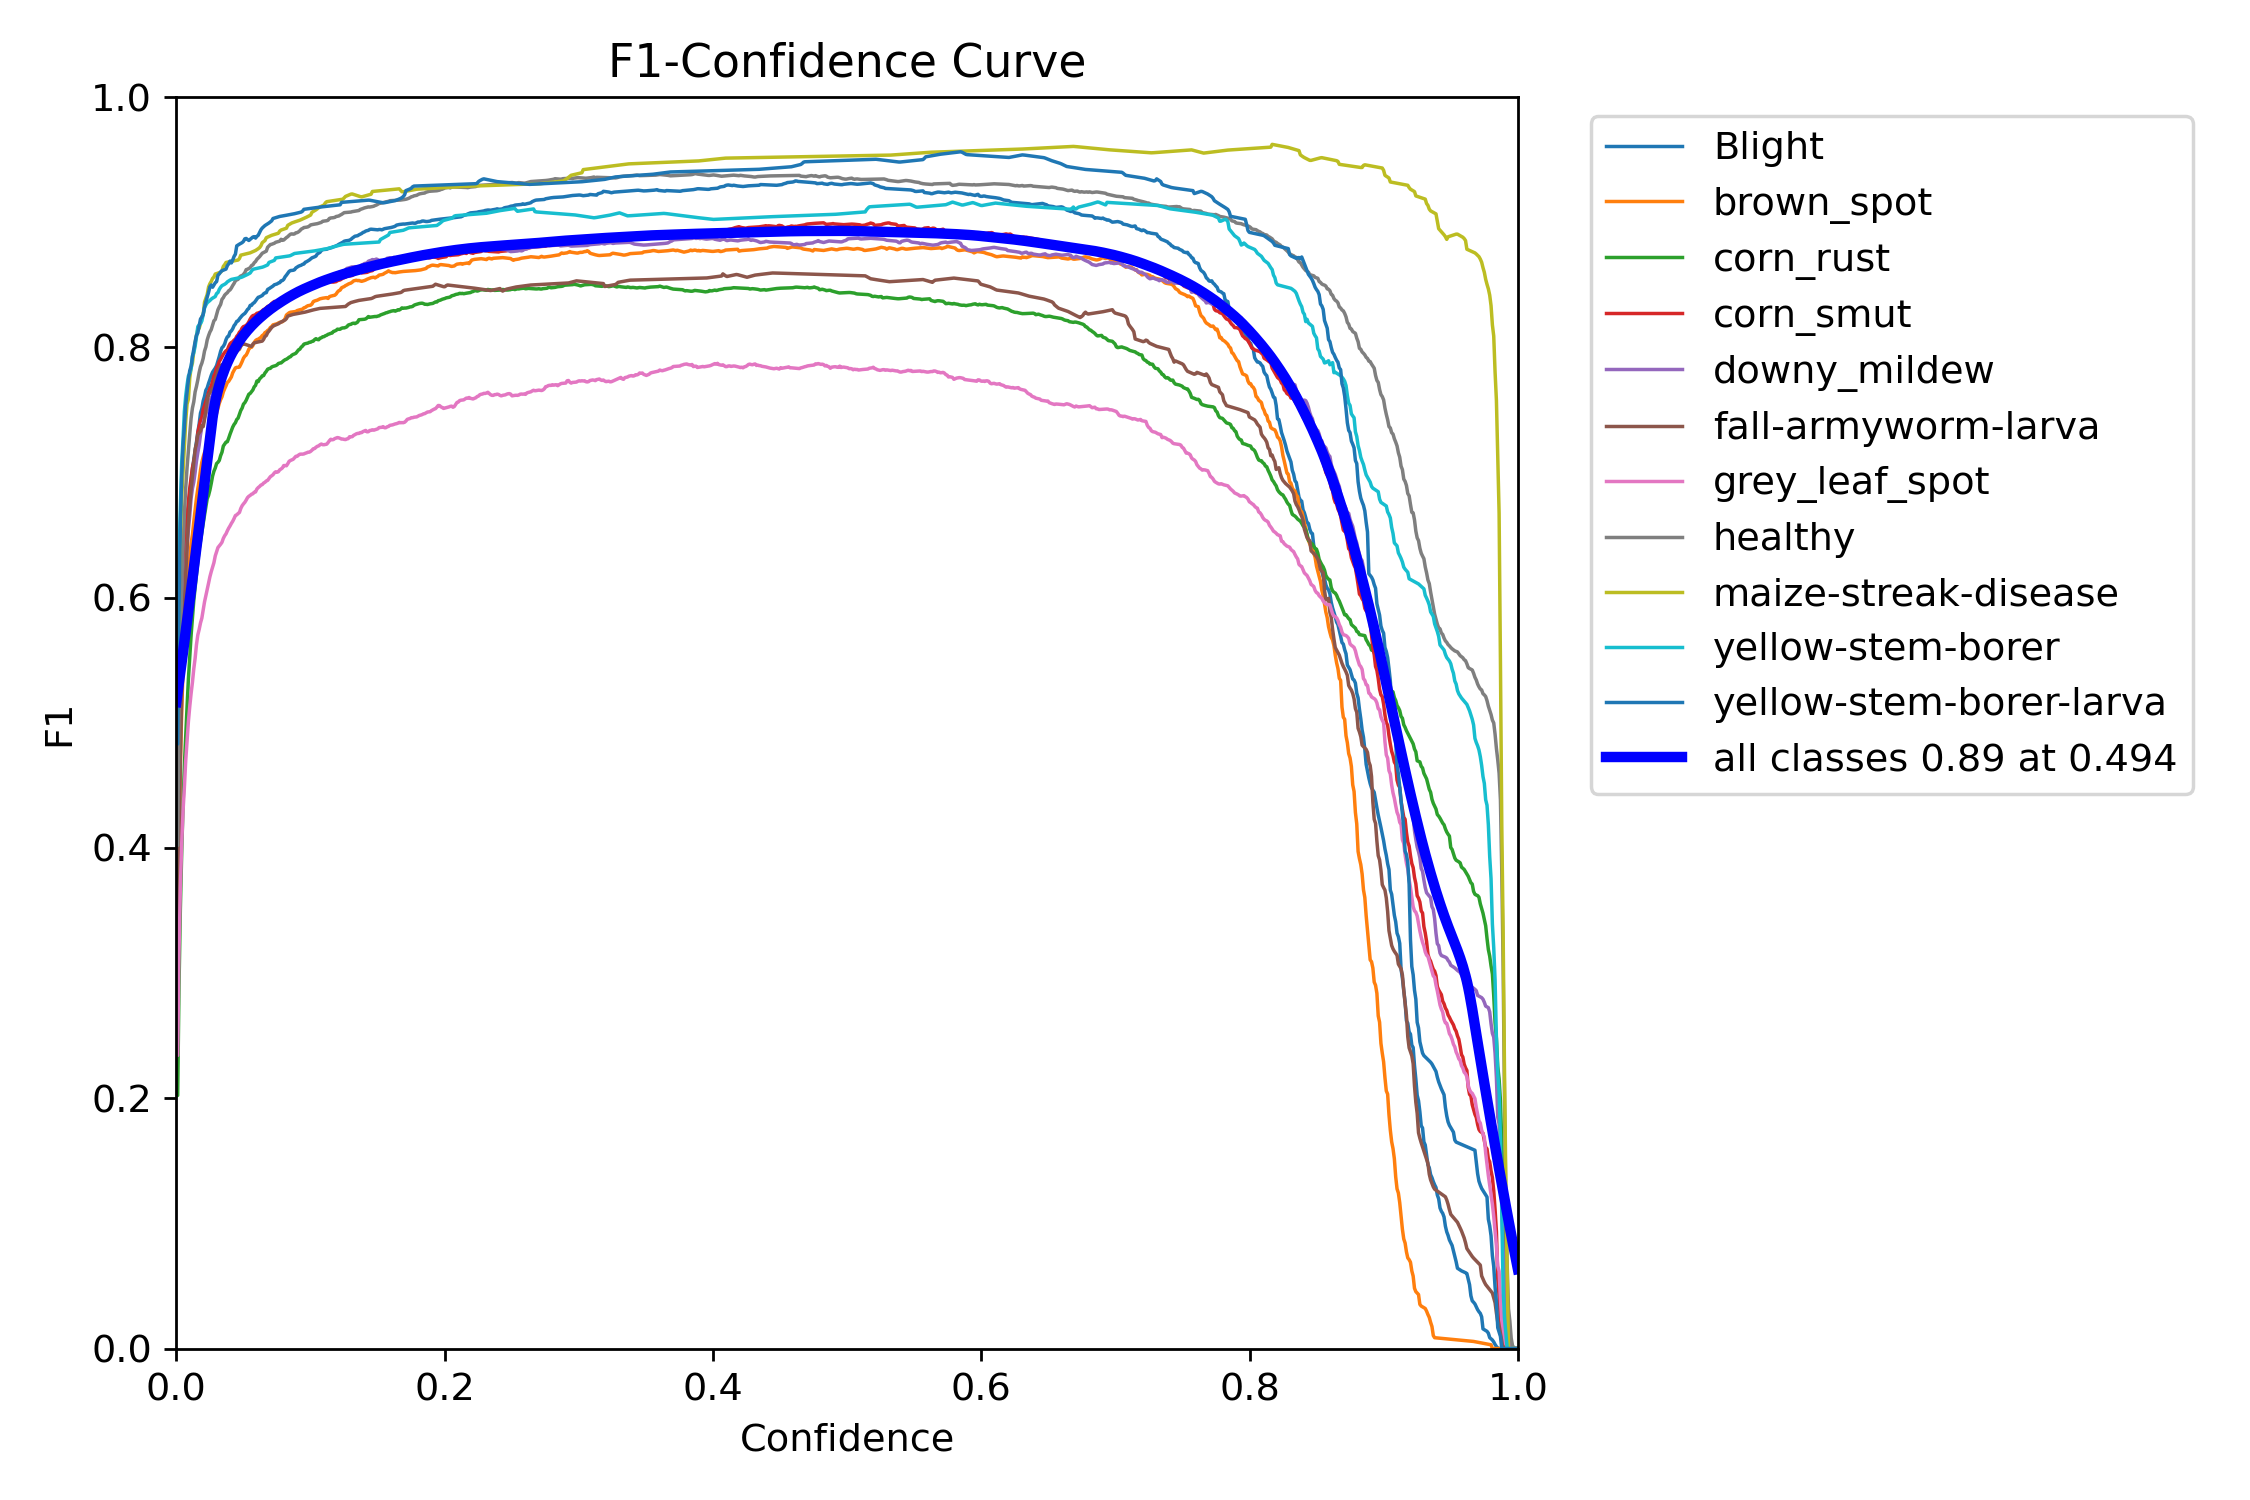 F1-Confidence Curve
1.0
0.8
0.6
0.4
0.2
0.0
F1
0.0 0.2 0.4 0.6 0.8 1.0
Confidence
Blight
brown_spot
corn_rust
corn_smut
downy_mildew
fall-armyworm-larva
grey_leaf_spot
healthy
maize-streak-disease
yellow-stem-borer
yellow-stem-borer-larva
all classes 0.89 at 0.494